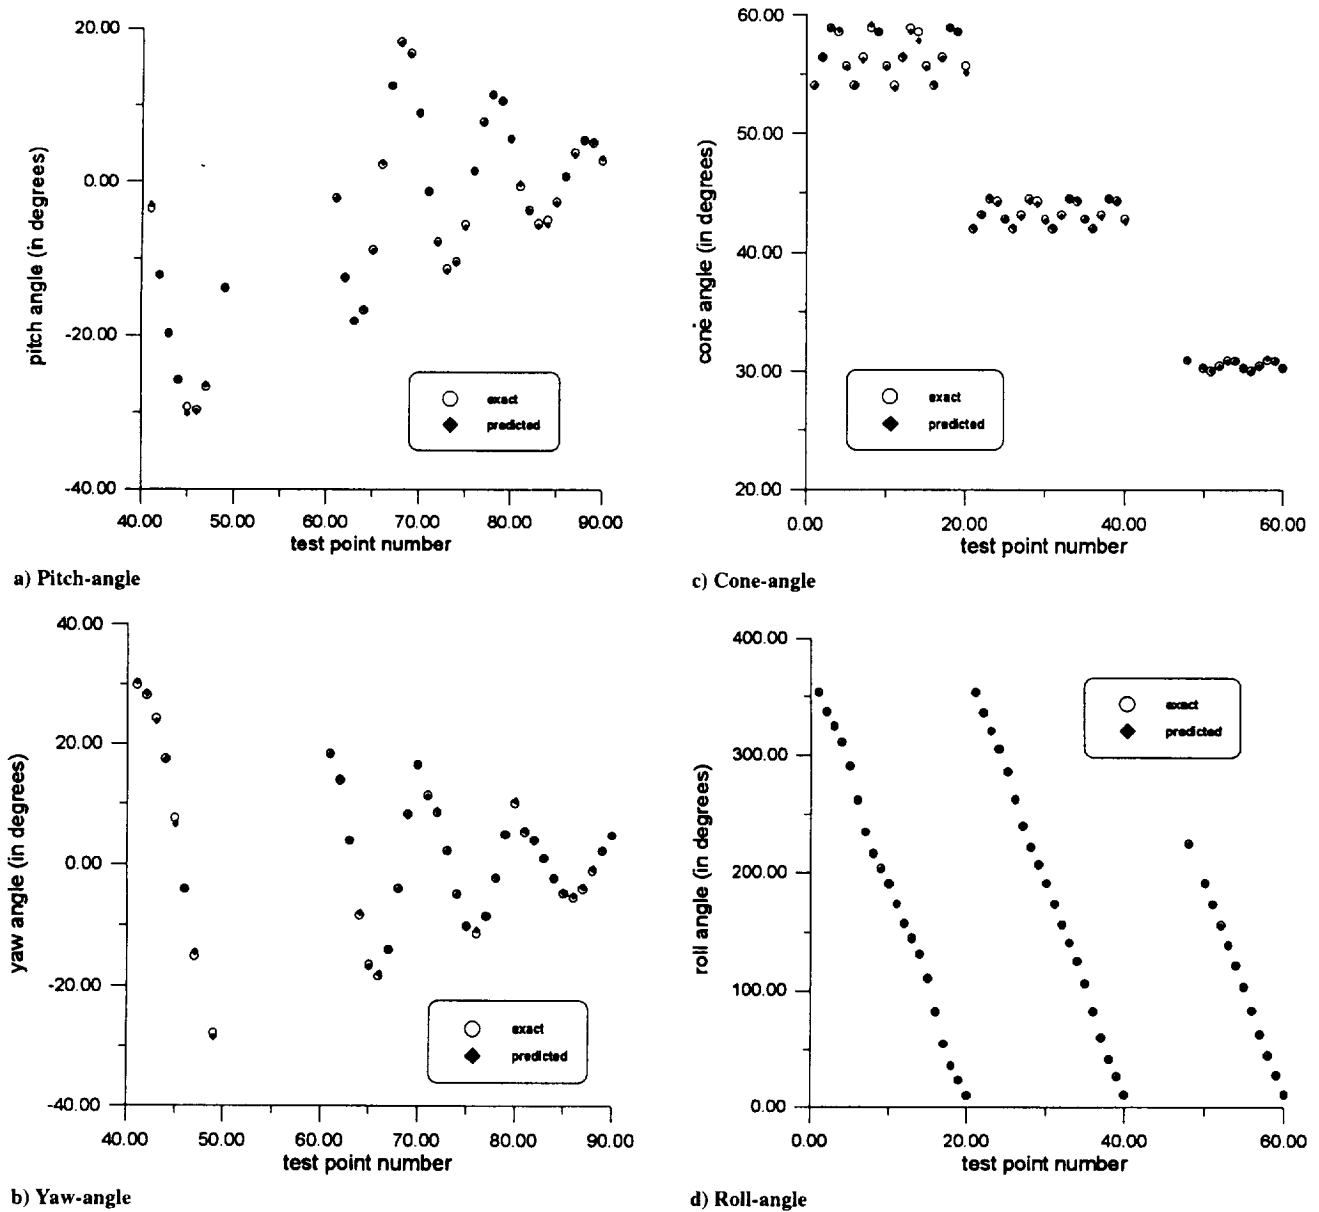 20.00
0.00
-20.00
-40.00
pitch angle (in degrees)
exact
predicted
40.00 50.00 60.00 70.00 80.00 90.00
test point number
a) Pitch-angle
60.00
50.00
40.00
30.00
20.00
cone angle (in degrees)
exact
predicted
0.00 20.00 40.00 60.00
test point number
c) Cone-angle
40.00
20.00
0.00
-20.00
-40.00
yaw angle (in degrees)
exact
predicted
40.00 50.00 60.00 70.00 80.00 90.00
test point number
b) Yaw-angle
400.00
300.00
200.00
100.00
0.00
roll angle (in degrees)
exact
predicted
0.00 20.00 40.00 60.00
test point number
d) Roll-angle